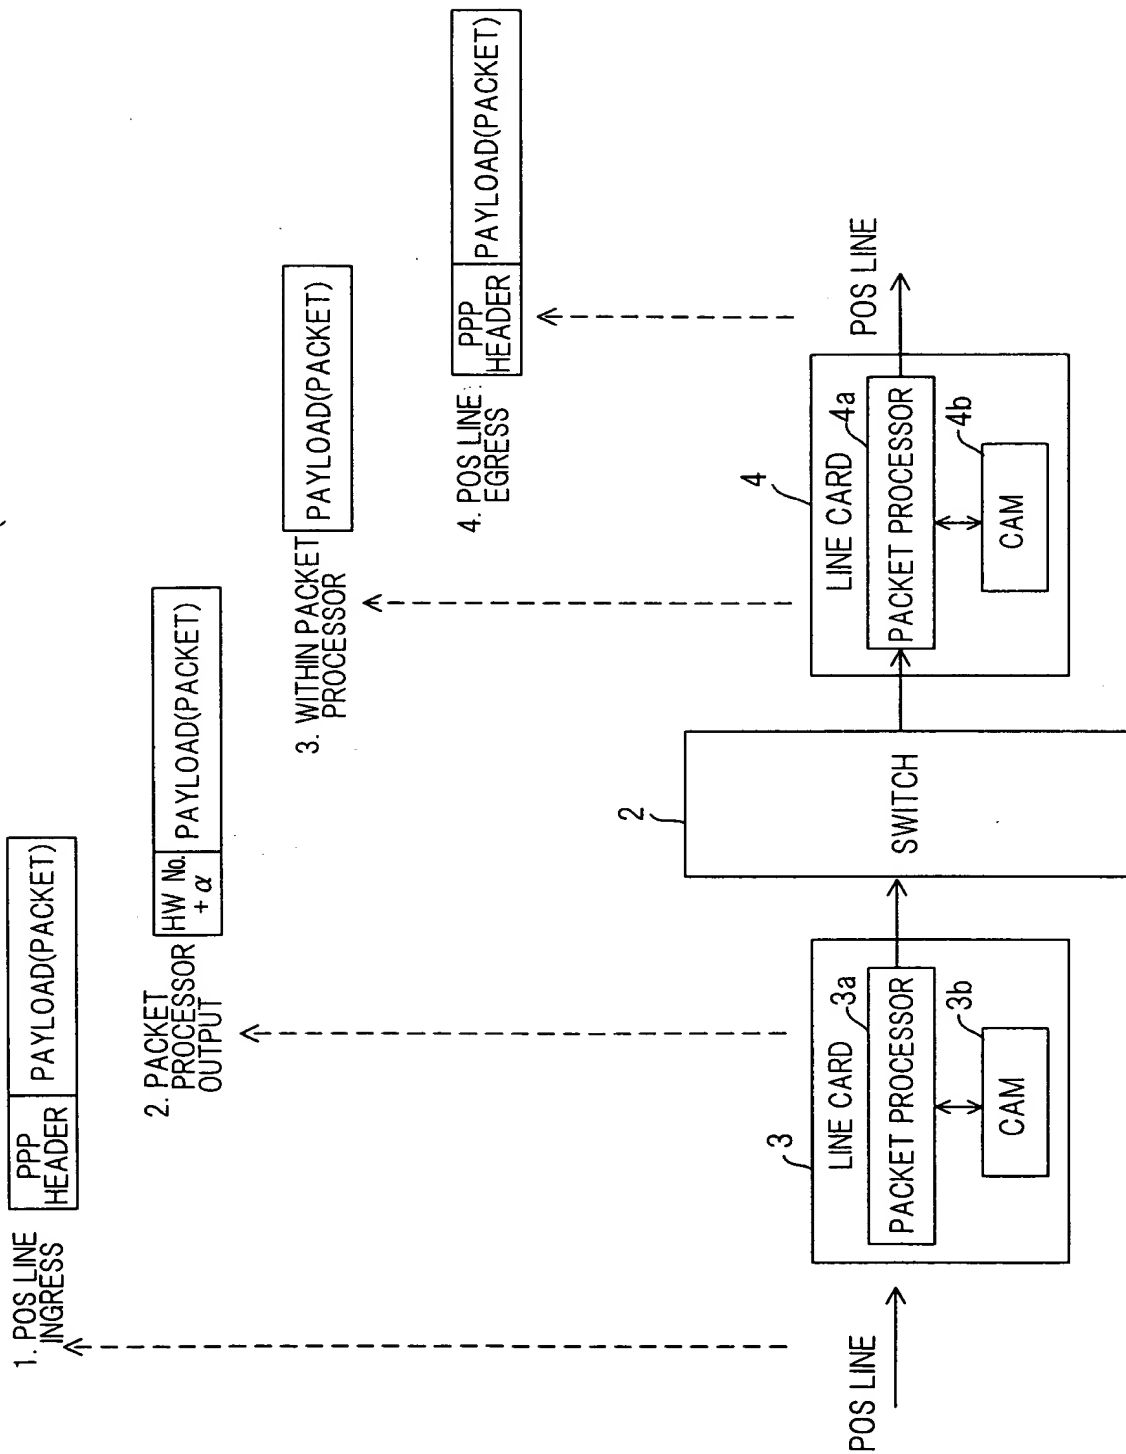 1. POS LINE
INGRESS
PPP
HEADER
PAYLOAD(PACKET)
2. PACKET
PROCESSOR
OUTPUT
HW No.
+ α
PAYLOAD(PACKET)
3. WITHIN PACKET
PROCESSOR
PAYLOAD(PACKET)
4. POS LINE
EGRESS
PPP
HEADER
PAYLOAD(PACKET)
POS LINE
3
LINE CARD
3a
PACKET PROCESSOR
3b
CAM
2
SWITCH
4
LINE CARD
4a
PACKET PROCESSOR
4b
CAM
POS LINE